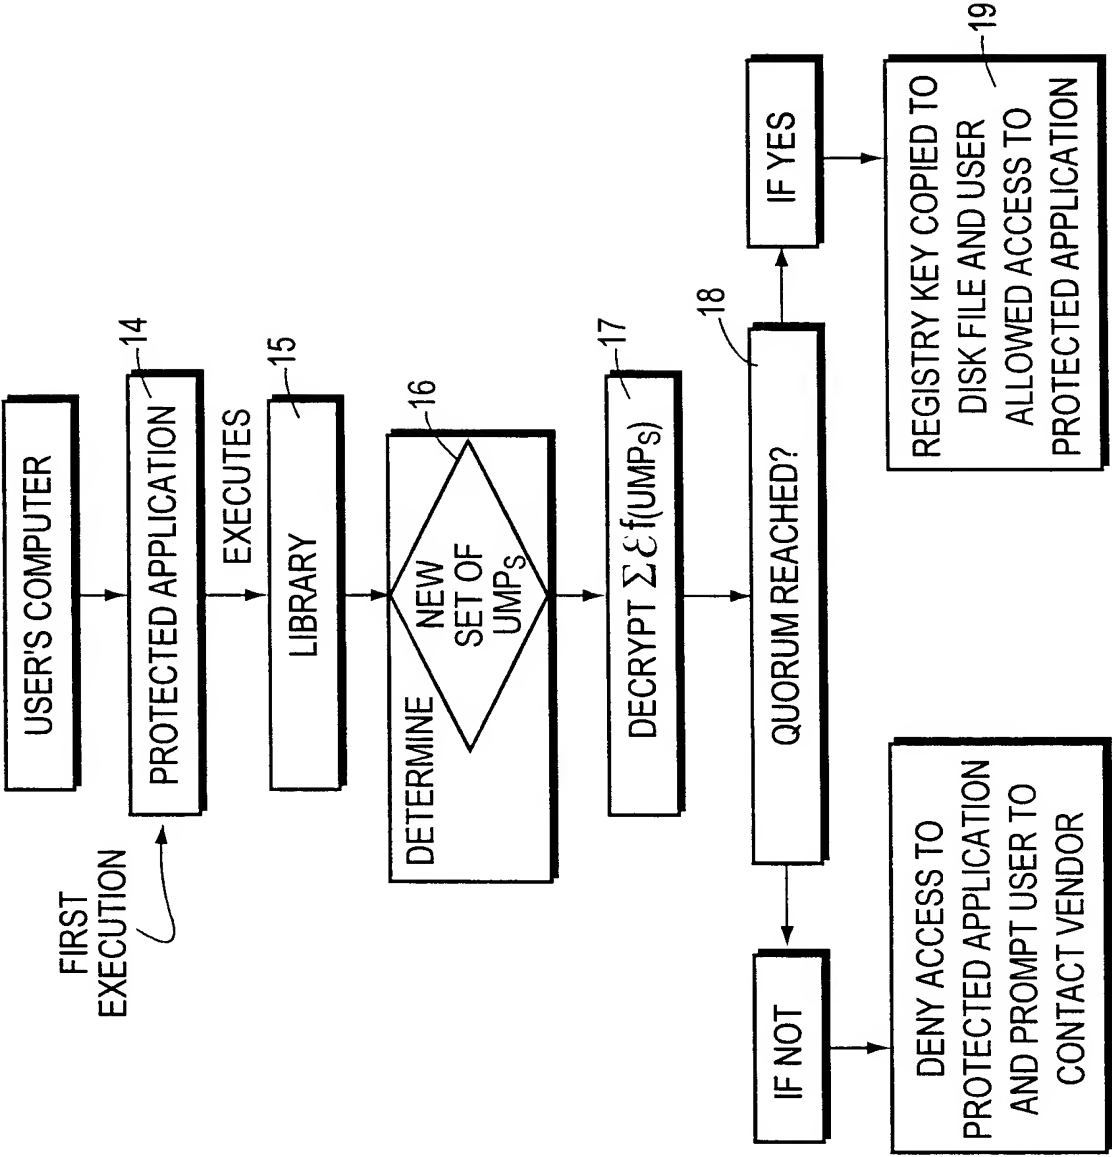 USER'S COMPUTER
FIRST
EXECUTION
PROTECTED APPLICATION
14
EXECUTES
LIBRARY
15
DETERMINE
NEW
SET OF
UMPS
16
DECRYPT Σ ℰ f(UMPS)
17
QUORUM REACHED?
18
IF NOT
IF YES
DENY ACCESS TO
PROTECTED APPLICATION
AND PROMPT USER TO
CONTACT VENDOR
REGISTRY KEY COPIED TO
DISK FILE AND USER
ALLOWED ACCESS TO
PROTECTED APPLICATION
19